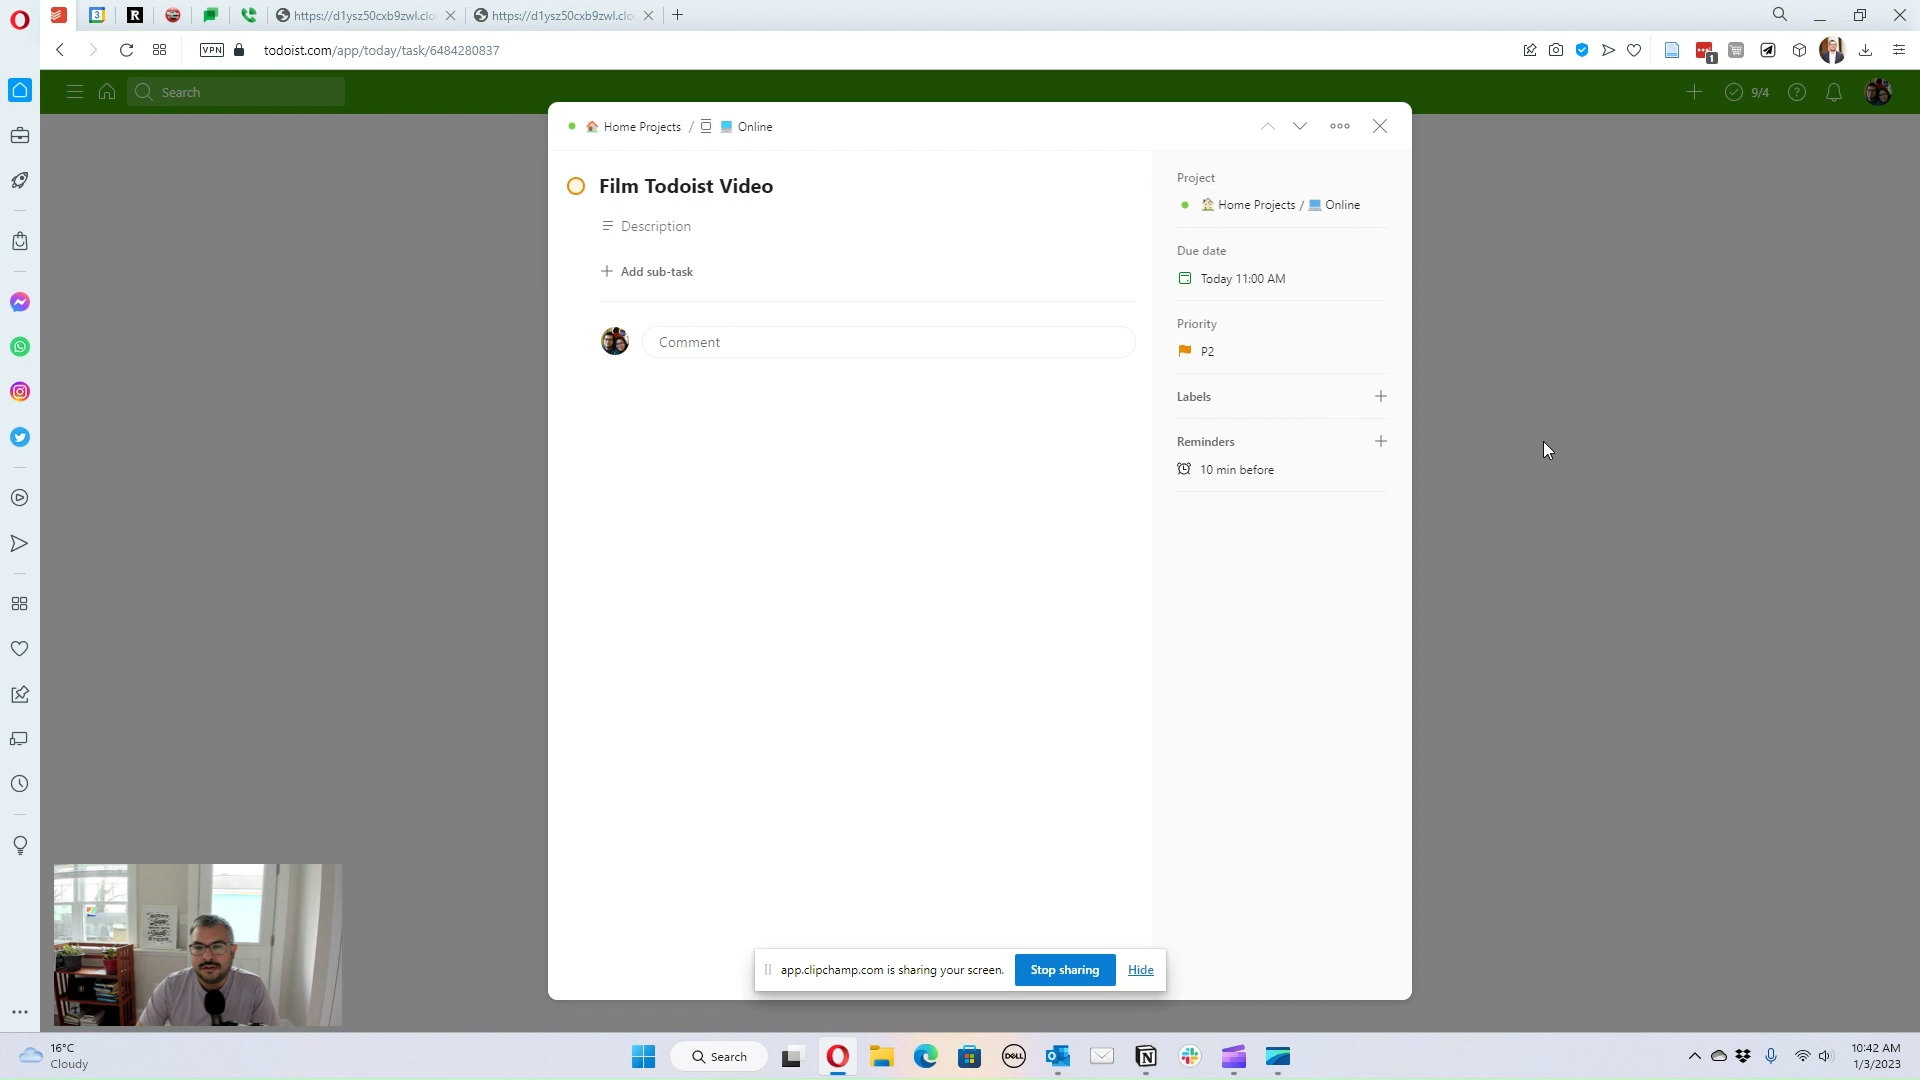 https://d1ysz50cxb9zwl.clo
https://d1ysz50cxb9zwl.clo
VPN
todoist.com/app/today/task/6484280837
1
Search
9/4
Home Projects / Online
Film Todoist Video
Description
Add sub-task
Comment
Project
Home Projects / Online
Due date
Today 11:00 AM
Priority
P2
Labels
Reminders
10 min before
app.clipchamp.com is sharing your screen.
Stop sharing
Hide
16°C
Cloudy
Search
DELL
10:42 AM
1/3/2023